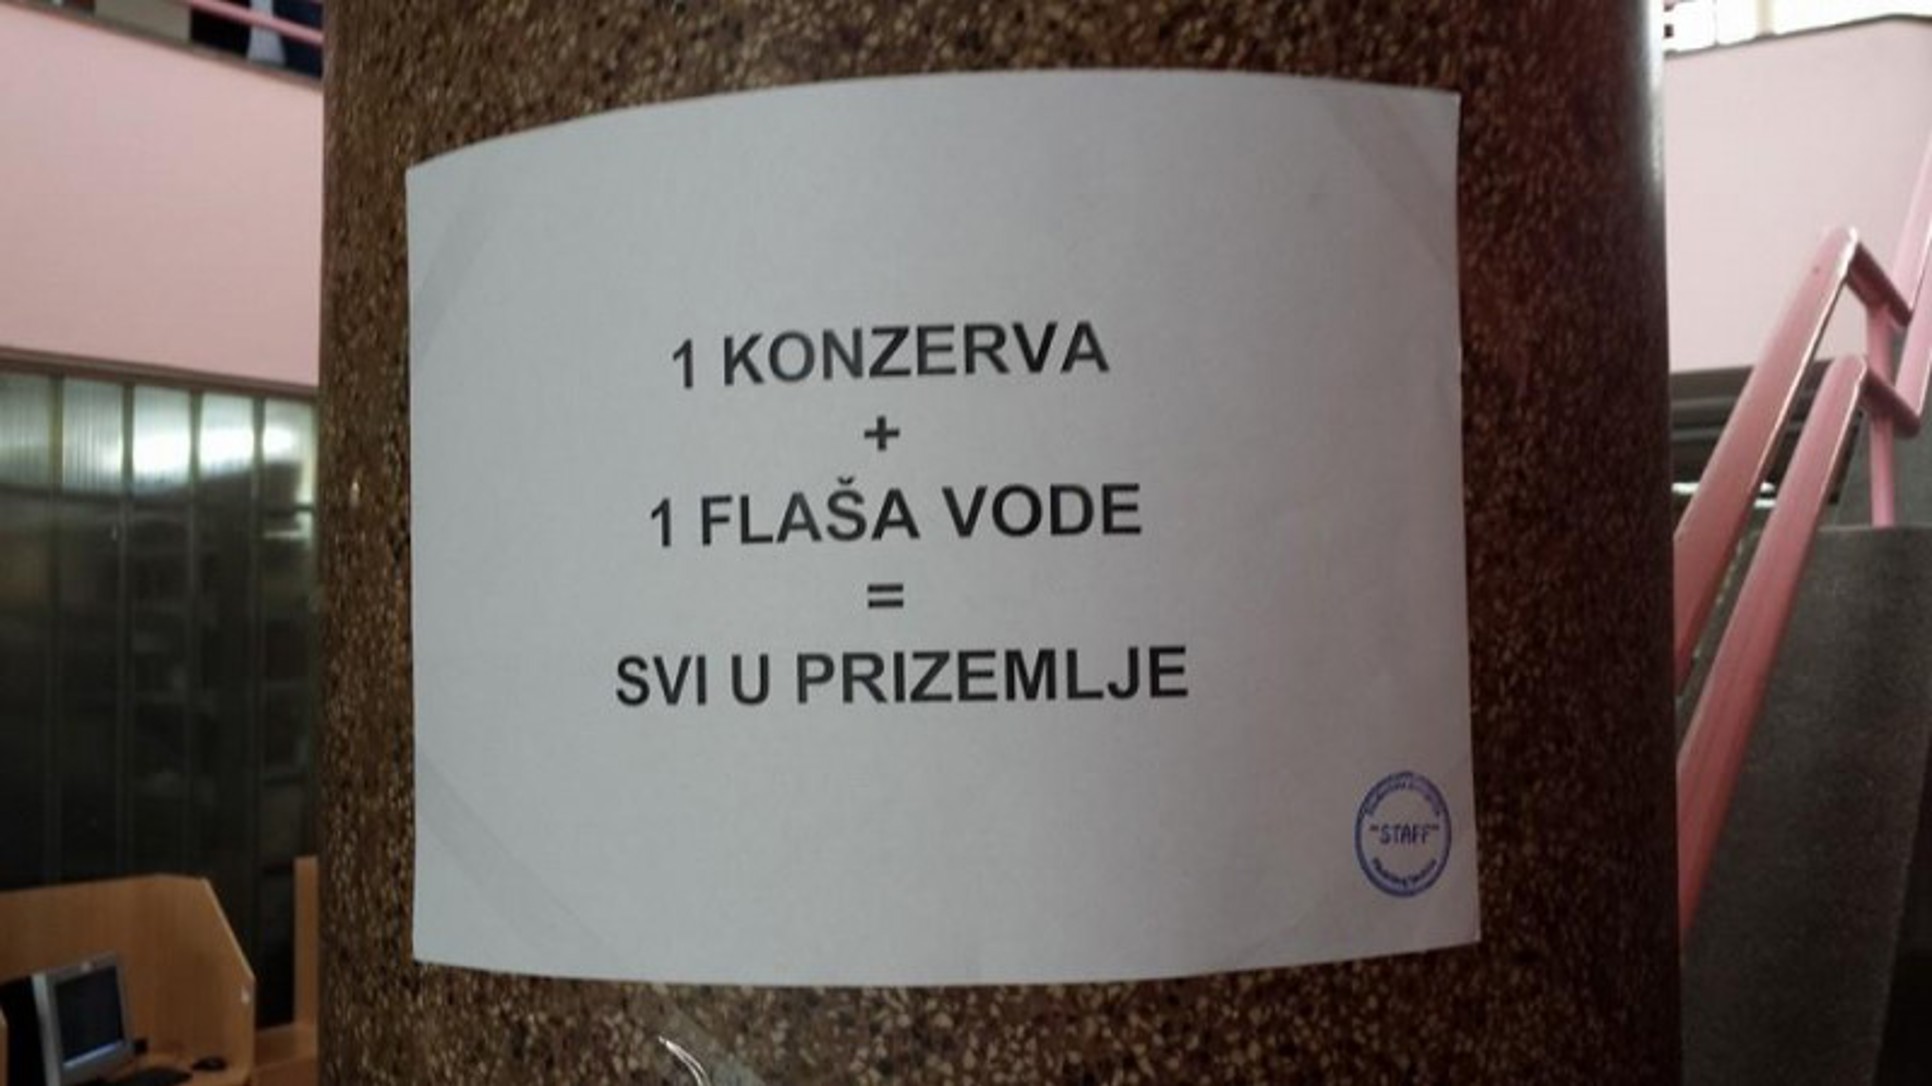 1 KONZERVA
+
1 FLAŠA VODE
=
SVI U PRIZEMLJE
"STAFF"